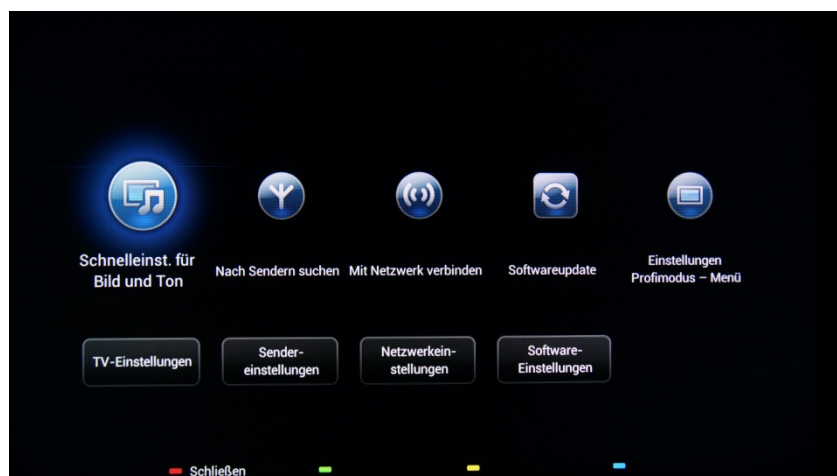 Schnelleinst. für
Bild und Ton
Nach Sendern suchen
Mit Netzwerk verbinden
Softwareupdate
Einstellungen
Profimodus – Menü
TV-Einstellungen
Sender-
einstellungen
Netzwerkein-
stellungen
Software-
Einstellungen
Schließen